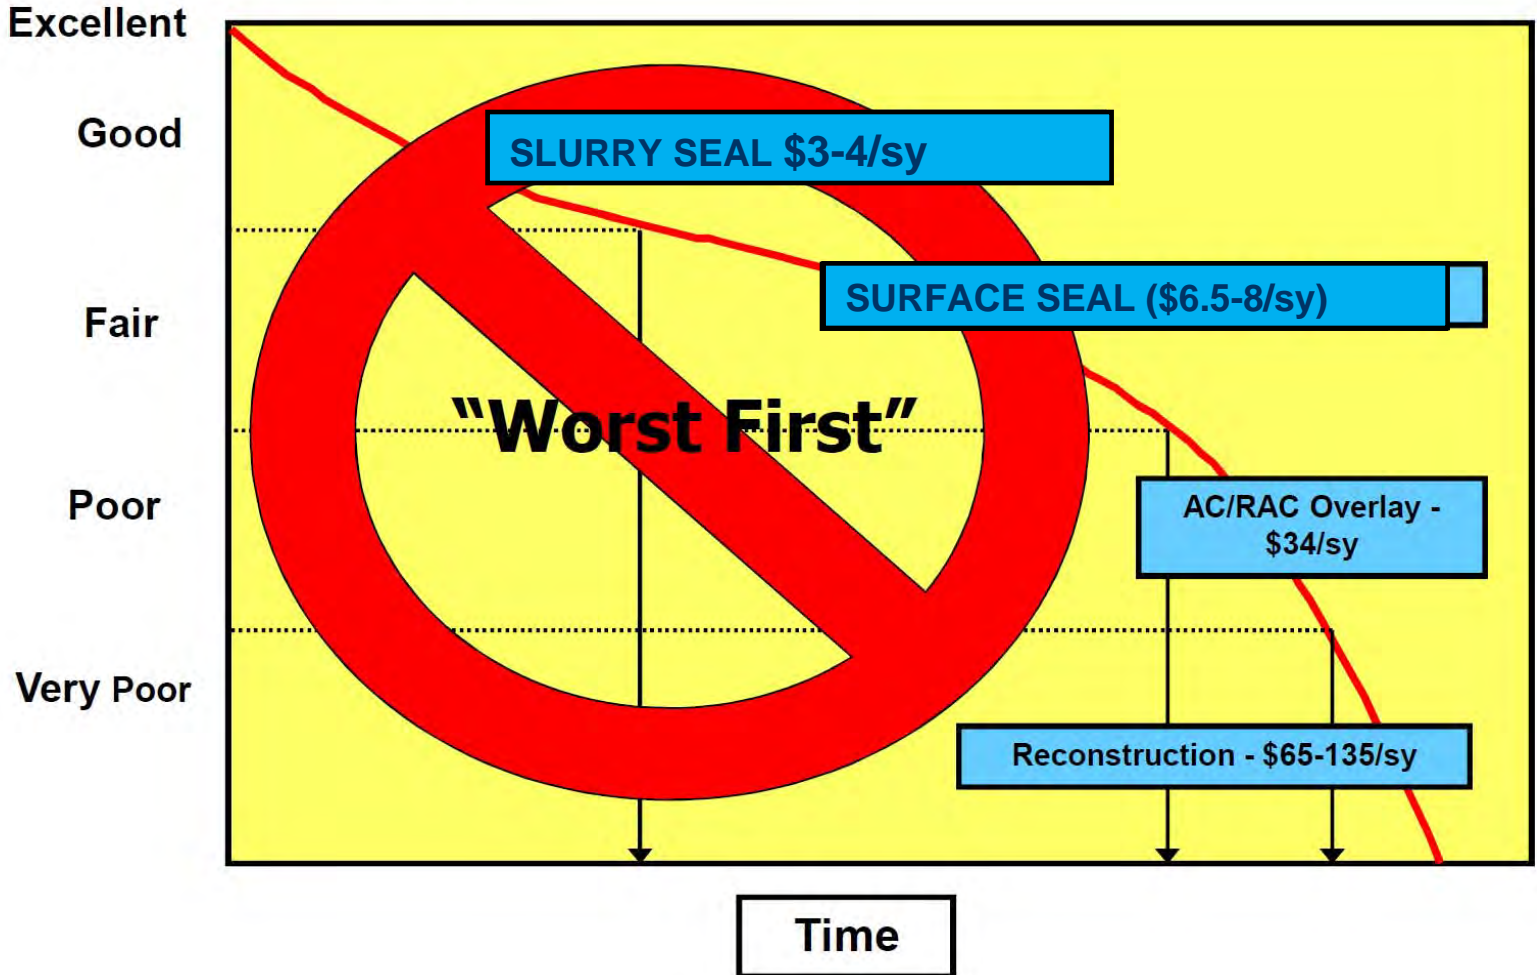 Excellent
Good
SLURRY SEAL $3-4/sy
SURFACE SEAL ($6.5-8/sy)
Fair
“Worst First”
Poor
AC/RAC Overlay -
$34/sy
Very Poor
Reconstruction - $65-135/sy
Time